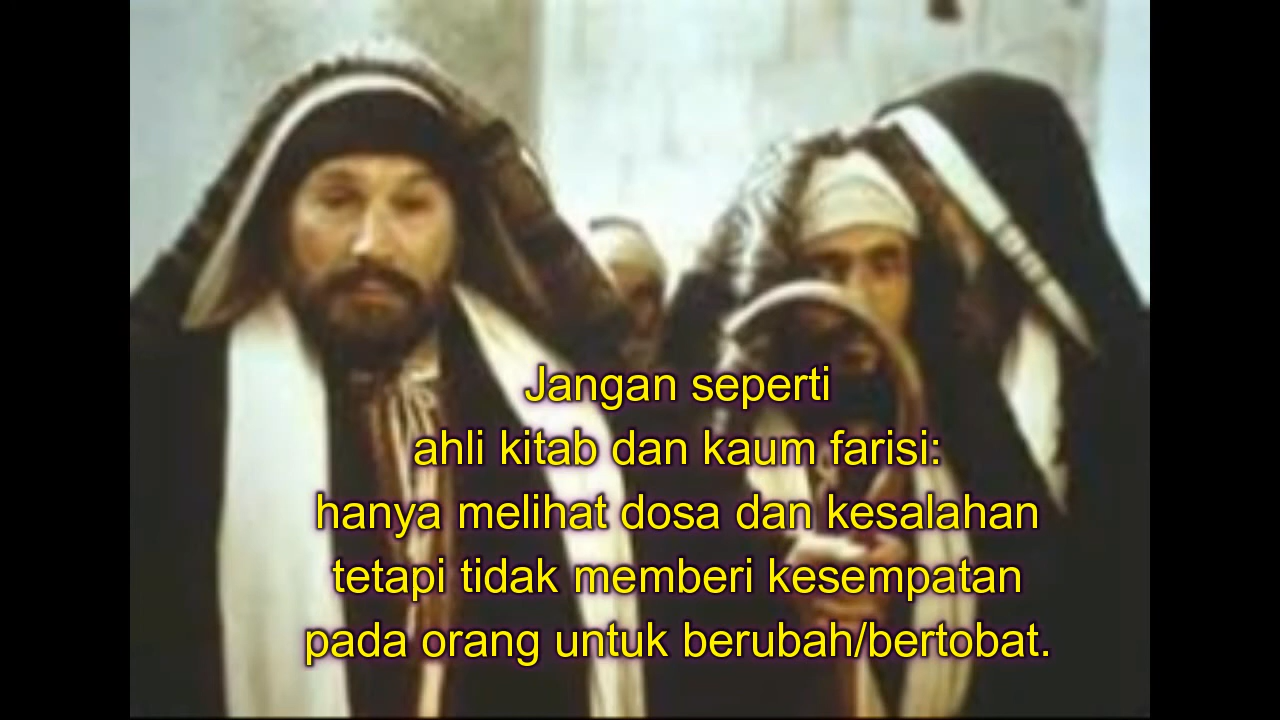 Jangan seperti
ahli kitab dan kaum farisi:
hanya melihat dosa dan kesalahan
tetapi tidak memberi kesempatan
pada orang untuk berubah/bertobat.